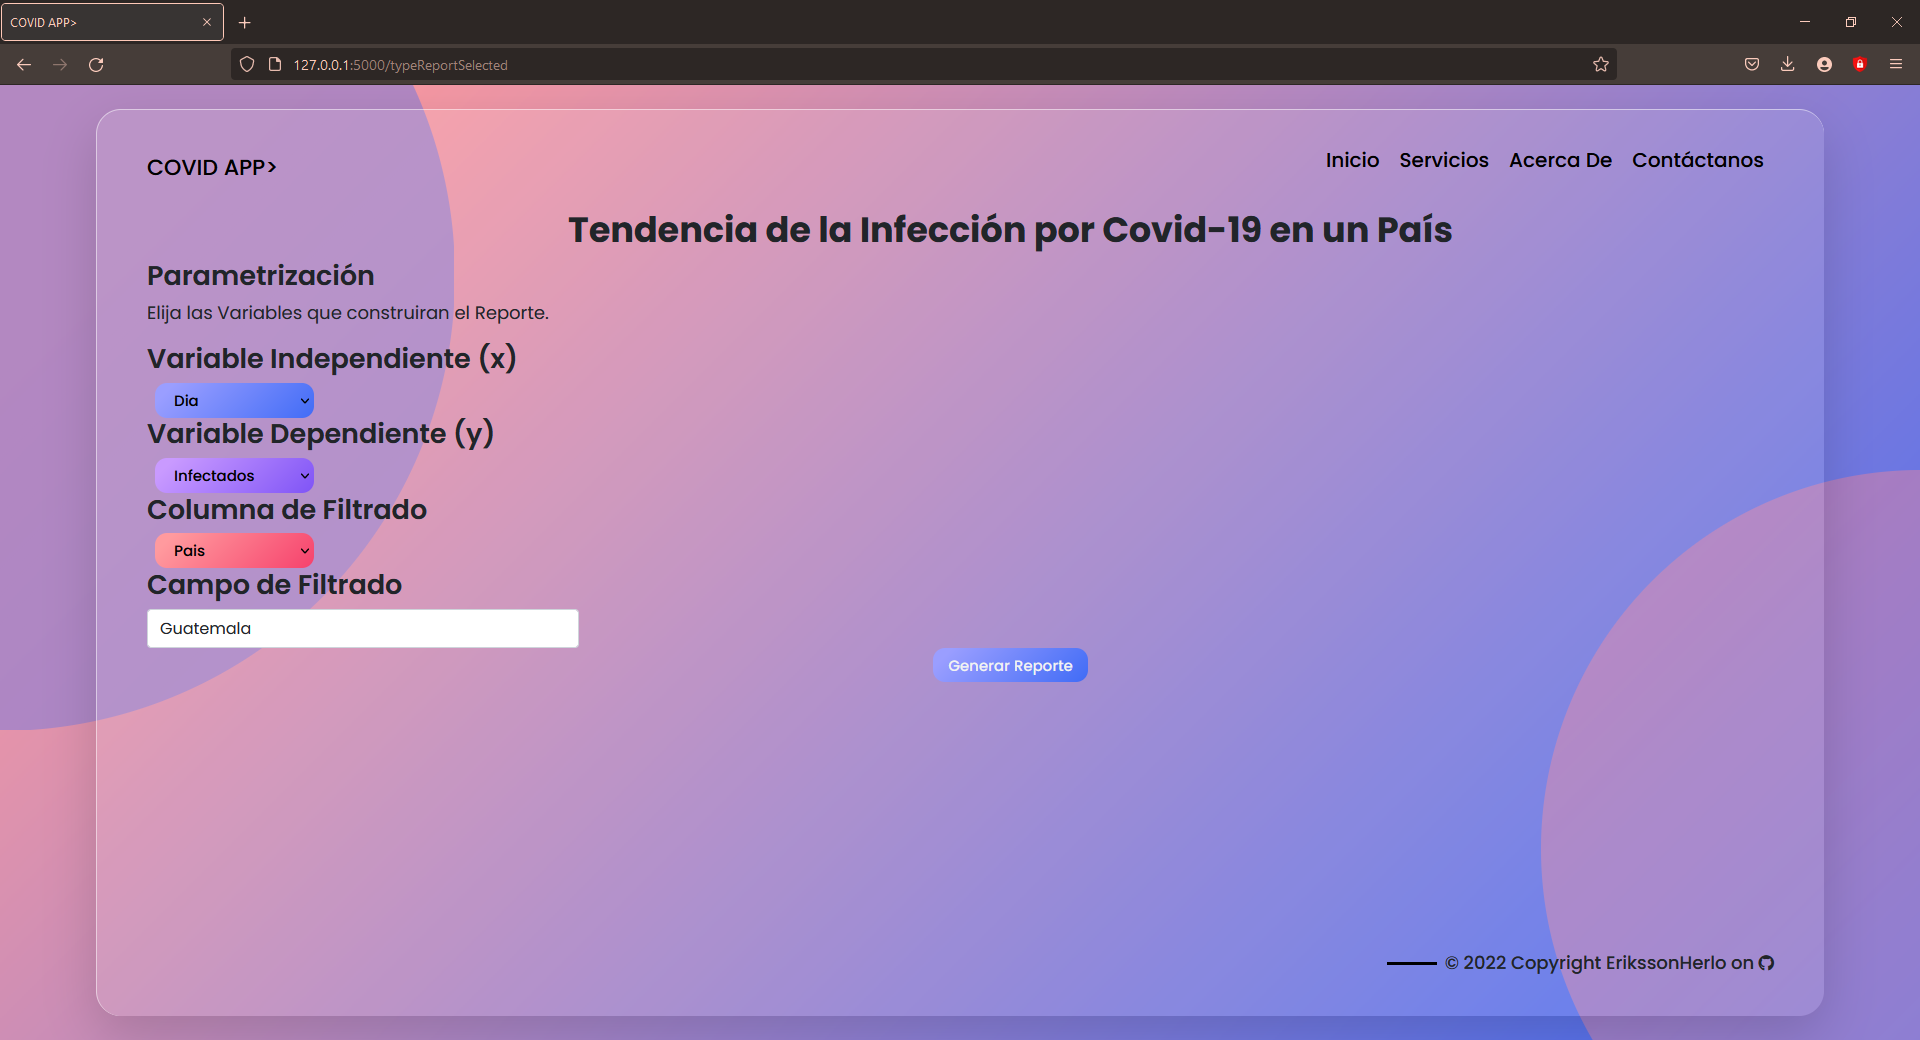 COVID APP>
127.0.0.1:5000/typeReportSelected
COVID APP>
Inicio Servicios Acerca De Contáctanos
Tendencia de la Infección por Covid-19 en un País
Parametrización
Elija las Variables que construiran el Reporte.
Variable Independiente (x)
Dia
Variable Dependiente (y)
Infectados
Columna de Filtrado
Pais
Campo de Filtrado
Guatemala
Generar Reporte
© 2022 Copyright ErikssonHerlo on